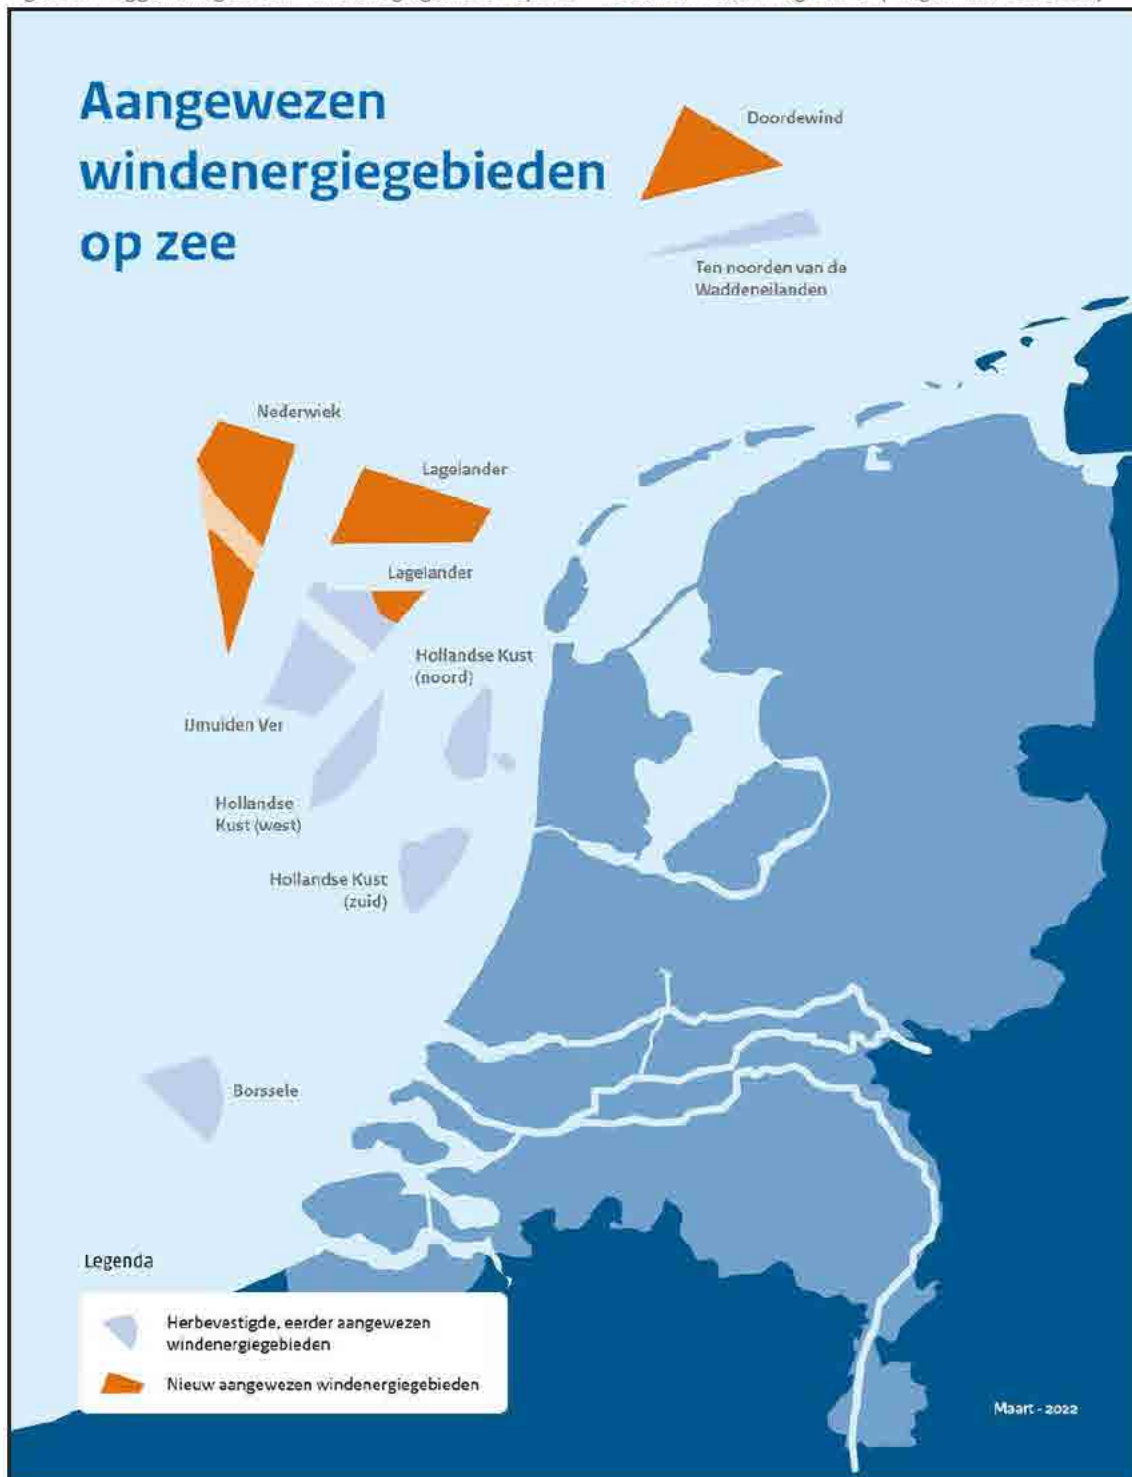 Aangewezen
windenergiegebieden
op zee
Doordewind
Ten noorden van de
Waddeneilanden
Nederwiek
Lagelander
Lagelander
Hollandse Kust
(noord)
IJmuiden Ver
Hollandse
Kust (west)
Hollandse Kust
(zuid)
Borssele
Legenda
Herbevestigde, eerder aangewezen
windenergiegebieden
Nieuw aangewezen windenergiegebieden
Maart - 2022